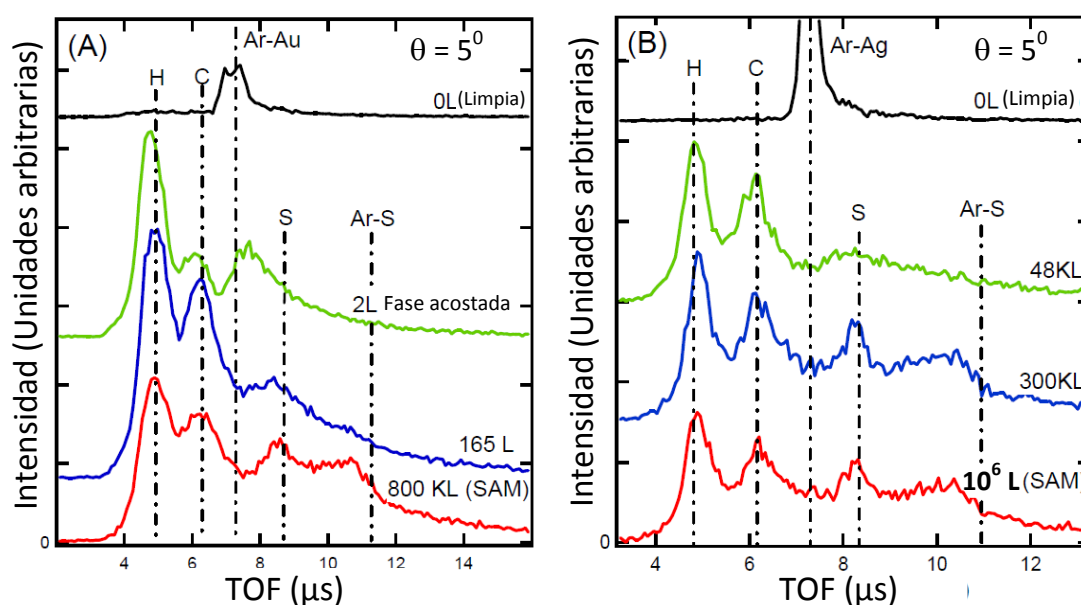 Intensidad (Unidades arbitrarias)
(A)
Ar-Au
θ = 5⁰
H
C
0L (Limpia)
S
Ar-S
2L Fase acostada
165 L
800 KL (SAM)
0
4
6
8
10
12
14
TOF (µs)
Intensidad (Unidades arbitrarias)
(B)
Ar-Ag
θ = 5⁰
H
C
0L (Limpia)
S
Ar-S
48KL
300KL
10⁶ L (SAM)
0
4
6
8
10
12
TOF (µs)